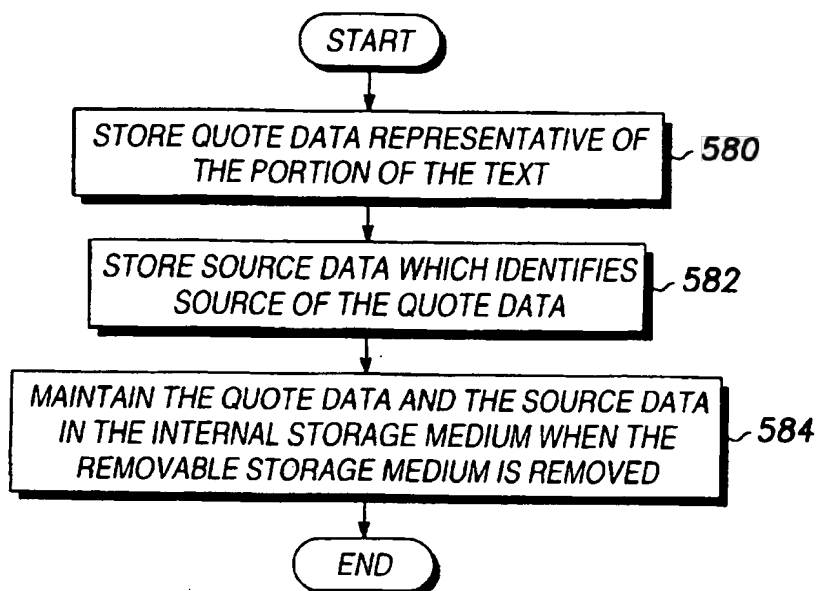 START
STORE QUOTE DATA REPRESENTATIVE OF
THE PORTION OF THE TEXT
580
STORE SOURCE DATA WHICH IDENTIFIES
SOURCE OF THE QUOTE DATA
582
MAINTAIN THE QUOTE DATA AND THE SOURCE DATA
IN THE INTERNAL STORAGE MEDIUM WHEN THE
REMOVABLE STORAGE MEDIUM IS REMOVED
584
END